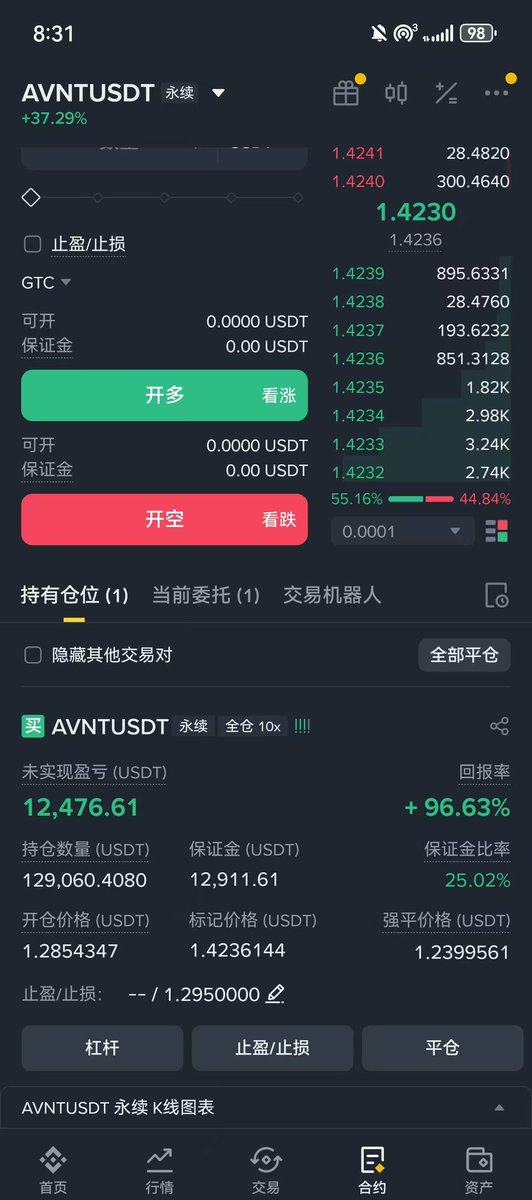 8:31
3
98
AVNTUSDT 永续
+37.29%
1.4241 28.4820
1.4240 300.4640
1.4230
1.4236
止盈/止损
GTC
1.4239 895.6331
1.4238 28.4760
1.4237 193.6232
1.4236 851.3128
1.4235 1.82K
1.4234 2.98K
1.4233 3.24K
1.4232 2.74K
可开 0.0000 USDT
保证金 0.00 USDT
开多 看涨
可开 0.0000 USDT
保证金 0.00 USDT
开空 看跌
55.16% 44.84%
0.0001
持有仓位 (1) 当前委托 (1) 交易机器人
隐藏其他交易对 全部平仓
买 AVNTUSDT 永续 全仓 10x !!!!
未实现盈亏 (USDT) 回报率
12,476.61 + 96.63%
持仓数量 (USDT) 保证金 (USDT) 保证金比率
129,060.4080 12,911.61 25.02%
开仓价格 (USDT) 标记价格 (USDT) 强平价格 (USDT)
1.2854347 1.4236144 1.2399561
止盈/止损: -- / 1.2950000
杠杆 止盈/止损 平仓
AVNTUSDT 永续 K线图表
首页 行情 交易 合约 资产